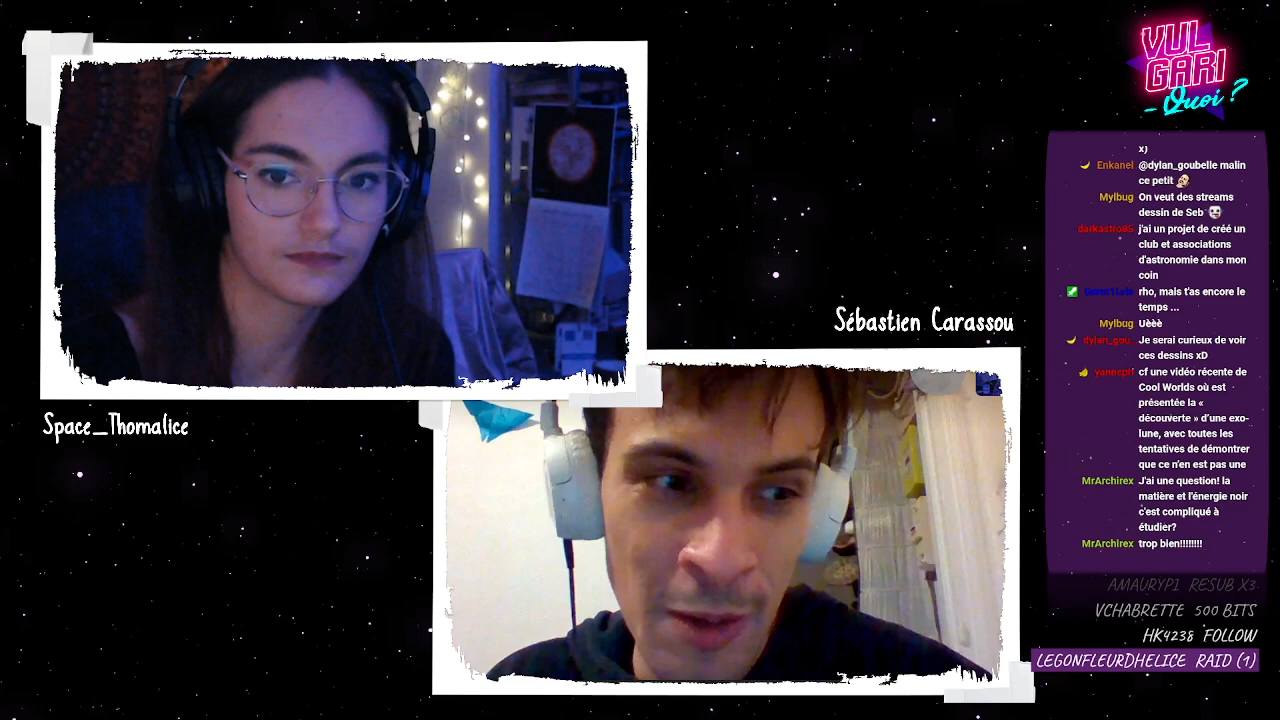 VUL
GARI
-Quoi ?
Space_Thomalice
Sébastien Carassou
x)
Enkanel @dylan_goubelle malin
ce petit
Mylbug On veut des streams
dessin de Seb
darkastro85 j'ai un projet de créé un
club et associations
d'astronomie dans mon
coin
rho, mais t'as encore le
temps ...
Mylbug Uèèè
dylan_gou... Je serai curieux de voir
ces dessins xD
yanncph cf une vidéo récente de
Cool Worlds où est
présentée la «
découverte » d'une exo-
lune, avec toutes les
tentatives de démontrer
que ce n'en est pas une
MrArchirex J'ai une question! la
matière et l'énergie noir
c'est compliqué à
étudier?
MrArchirex trop bien!!!!!!!!
AMAURYP1 RESUB X3
VCHABRETTE 500 BITS
HK4238 FOLLOW
LEGONFLEURDHELICE RAID (1)